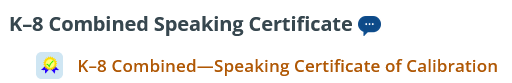 K–8 Combined Speaking Certificate
K–8 Combined—Speaking Certificate of Calibration